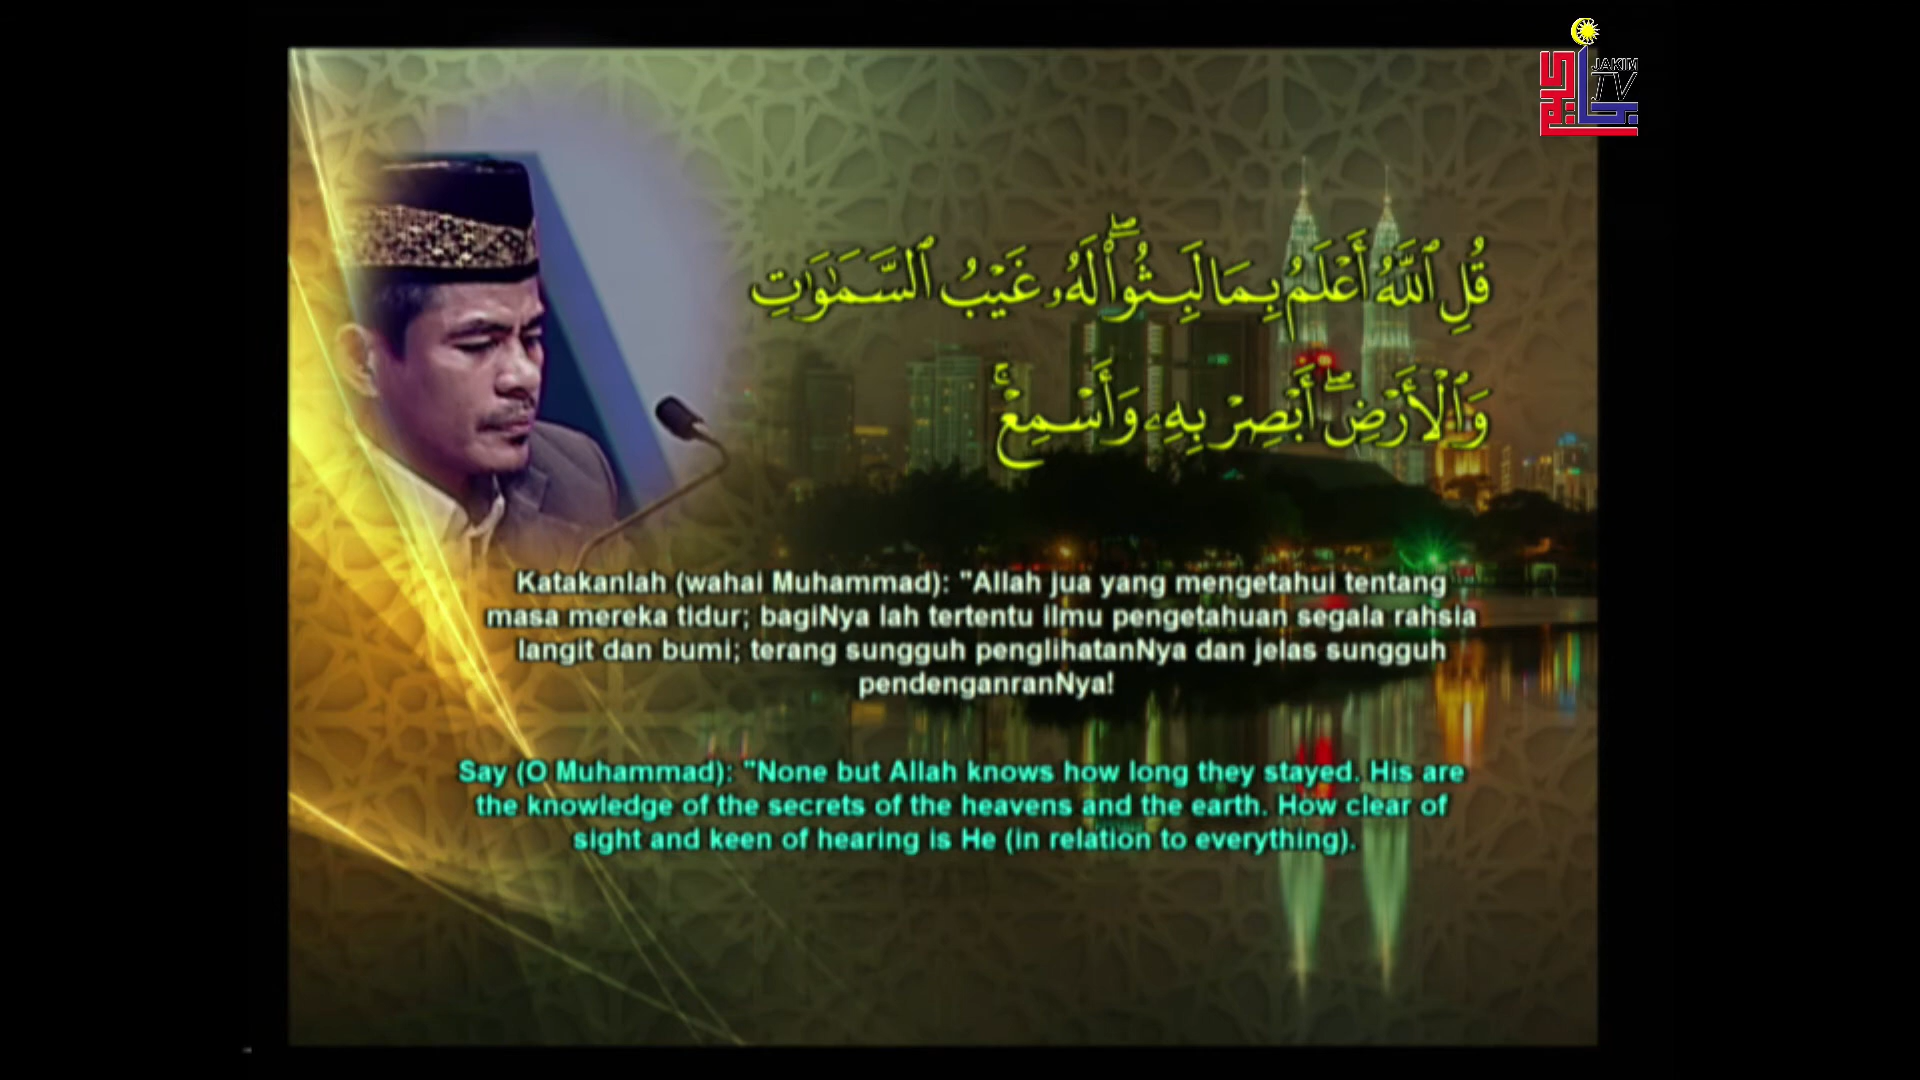 JAKIM
TV
قُلِ ٱللَّهُ أَعْلَمُ بِمَا لَبِثُوا۟ ۖ لَهُۥ غَيْبُ ٱلسَّمَـٰوَٰتِ
وَٱلْأَرْضِ ۖ أَبْصِرْ بِهِۦ وَأَسْمِعْ ۚ
Katakanlah (wahai Muhammad): "Allah jua yang mengetahui tentang
masa mereka tidur; bagiNya lah tertentu ilmu pengetahuan segala rahsia
langit dan bumi; terang sungguh penglihatanNya dan jelas sungguh
pendenganranNya!
Say (O Muhammad): "None but Allah knows how long they stayed. His are
the knowledge of the secrets of the heavens and the earth. How clear of
sight and keen of hearing is He (in relation to everything).